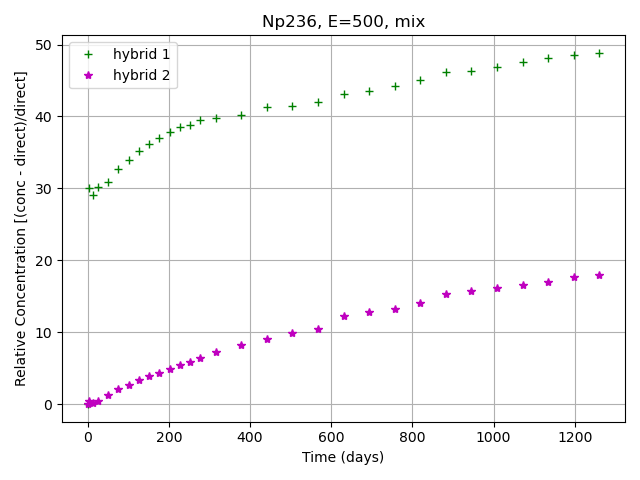 Np236, E=500, mix
hybrid 1
hybrid 2
Relative Concentration [(conc - direct)/direct]
50
40
30
20
10
0
0 200 400 600 800 1000 1200
Time (days)